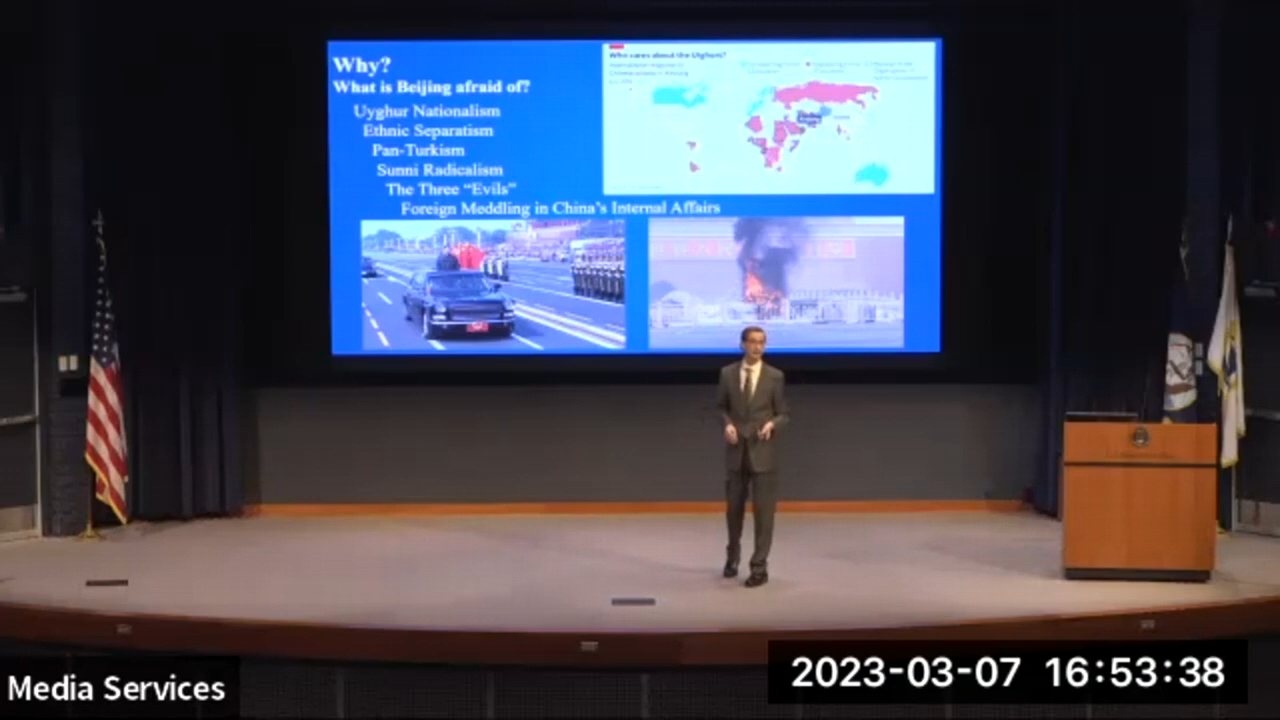 Why?
What is Beijing afraid of?
Uyghur Nationalism
Ethnic Separatism
Pan-Turkism
Sunni Radicalism
The Three “Evils”
Foreign Meddling in China’s Internal Affairs
Who cares about the Uighurs?
Media Services
2023-03-07 16:53:38